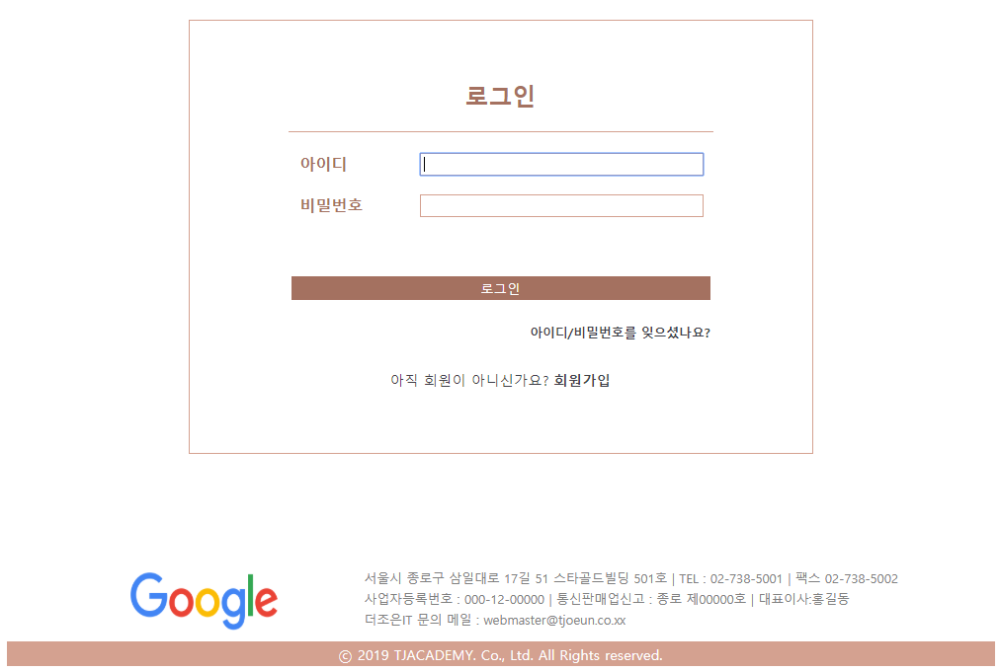 로그인
아이디
비밀번호
로그인
아이디/비밀번호를 잊으셨나요?
아직 회원이 아니신가요? 회원가입
Google
서울시 종로구 삼일대로 17길 51 스타골드빌딩 501호 | TEL : 02-738-5001 | 팩스 02-738-5002
사업자등록번호 : 000-12-00000 | 통신판매업신고 : 종로 제00000호 | 대표이사:홍길동
더조은IT 문의 메일 : webmaster@tjoeun.co.xx
© 2019 TJACADEMY. Co., Ltd. All Rights reserved.